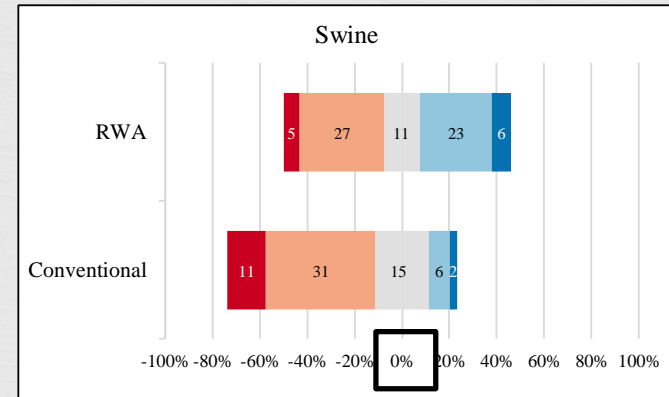 Swine
RWA
5 27 11 23 6
Conventional
11 31 15 6 2
-100% -80% -60% -40% -20% 0% 20% 40% 60% 80% 100%